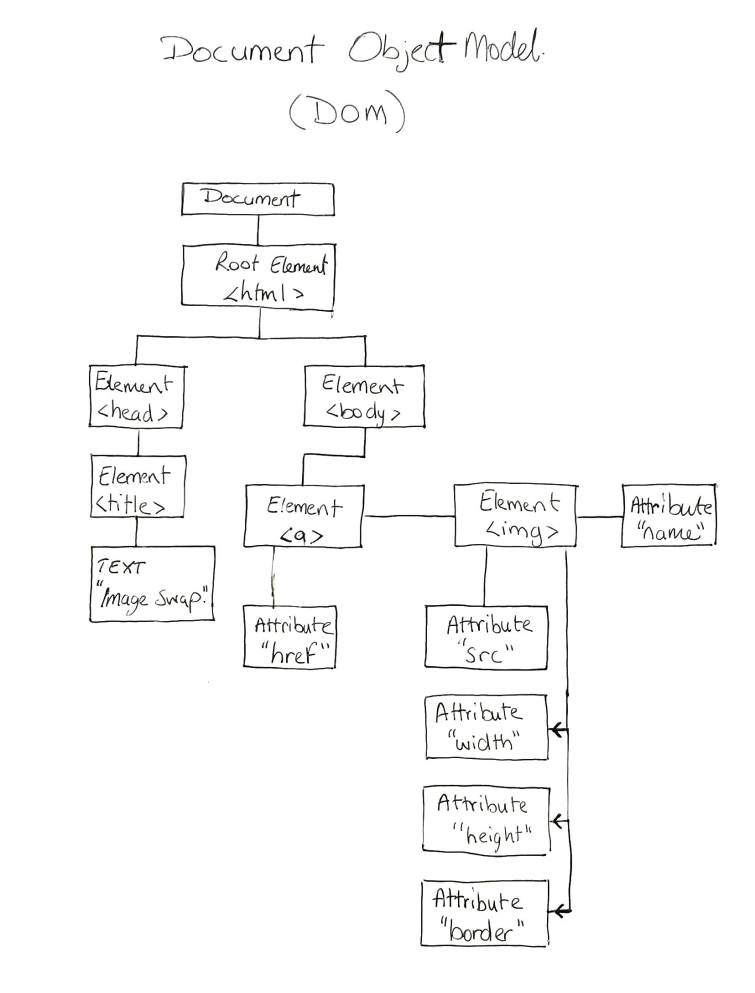 Document Object Model.
(DOM)
Document
Root Element
<html>
Element
<head>
Element
<body>
Element
<title>
Element
<a>
Element
<img>
Attribute
"name"
TEXT
"Image Swap."
Attribute
"href"
Attribute
"src"
Attribute
"width"
Attribute
"height"
Attribute
"border"